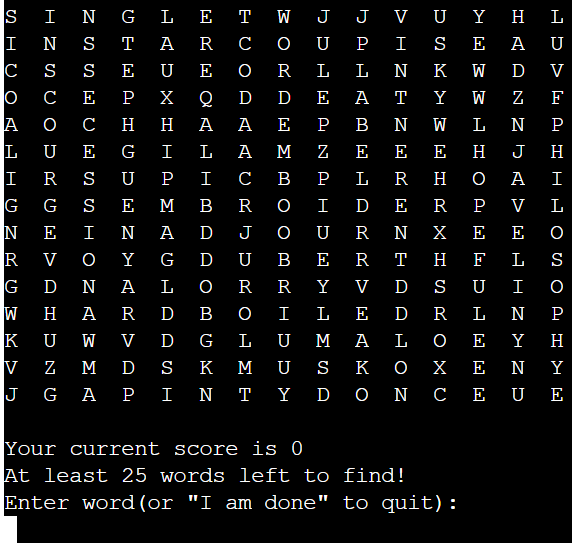 S I N G L E T W J J V U Y H L
I N S T A R C O U P I S E A U
C S S E U E O R L L N K W D V
O C E P X Q D D E A T Y W Z F
A O C H H A A E P B N W L N P
L U E G I L A M Z E E E H J H
I R S U P I C B P L R H O A I
G G S E M B R O I D E R P V L
N E I N A D J O U R N X E E O
R V O Y G D U B E R T H F L S
G D N A L O R R Y V D S U I O
W H A R D B O I L E D R L N P
K U W V D G L U M A L O E Y H
V Z M D S K M U S K O X E N Y
J G A P I N T Y D O N C E U E
Your current score is 0
At least 25 words left to find!
Enter word(or "I am done" to quit):